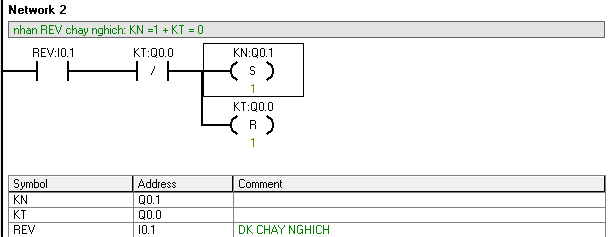 Network 2
nhan REV chay nghich: KN =1 + KT = 0
REV:I0.1 KT:Q0.0 KN:Q0.1
/ S
1
KT:Q0.0
R
1
Symbol Address Comment
KN Q0.1
KT Q0.0
REV I0.1 DK CHAY NGHICH